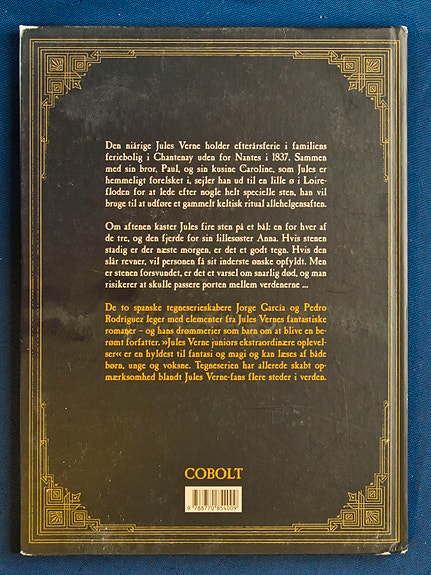 Den niårige Jules Verne holder efterårsferie i familiens
feriebolig i Chantenay uden for Nantes i 1837. Sammen
med sin bror, Paul, og sin kusine Caroline, som Jules er
hemmeligt forelsket i, sejler han ud til en lille ø i Loire-
floden for at lede efter nogle helt specielle sten, han vil
bruge til at udføre et gammelt keltisk ritual allehelgensaften.
Om aftenen kaster Jules fire sten på et bål: en for hver af
de tre, og den fjerde for sin lillesøster Anna. Hvis stenen
stadig er der næste morgen, er det et godt tegn. Hvis den
slår revner, vil personen få sit inderste ønske opfyldt. Men
er stenen forsvundet, er det et varsel om snarlig død, og man
risikerer at skulle passere porten mellem verdenerne ...
De to spanske tegneserieskabere Jorge García og Pedro
Rodríguez leger med elementer fra Jules Vernes fantastiske
romaner – og hans drømmerier som barn om at blive en be-
rømt forfatter. »Jules Verne juniors ekstraordinære oplevel-
ser« er en hyldest til fantasi og magi og kan læses af både
børn, unge og voksne. Tegneserien har allerede skabt op-
mærksomhed blandt Jules Verne-fans flere steder i verden.
COBOLT
9 788770 854009